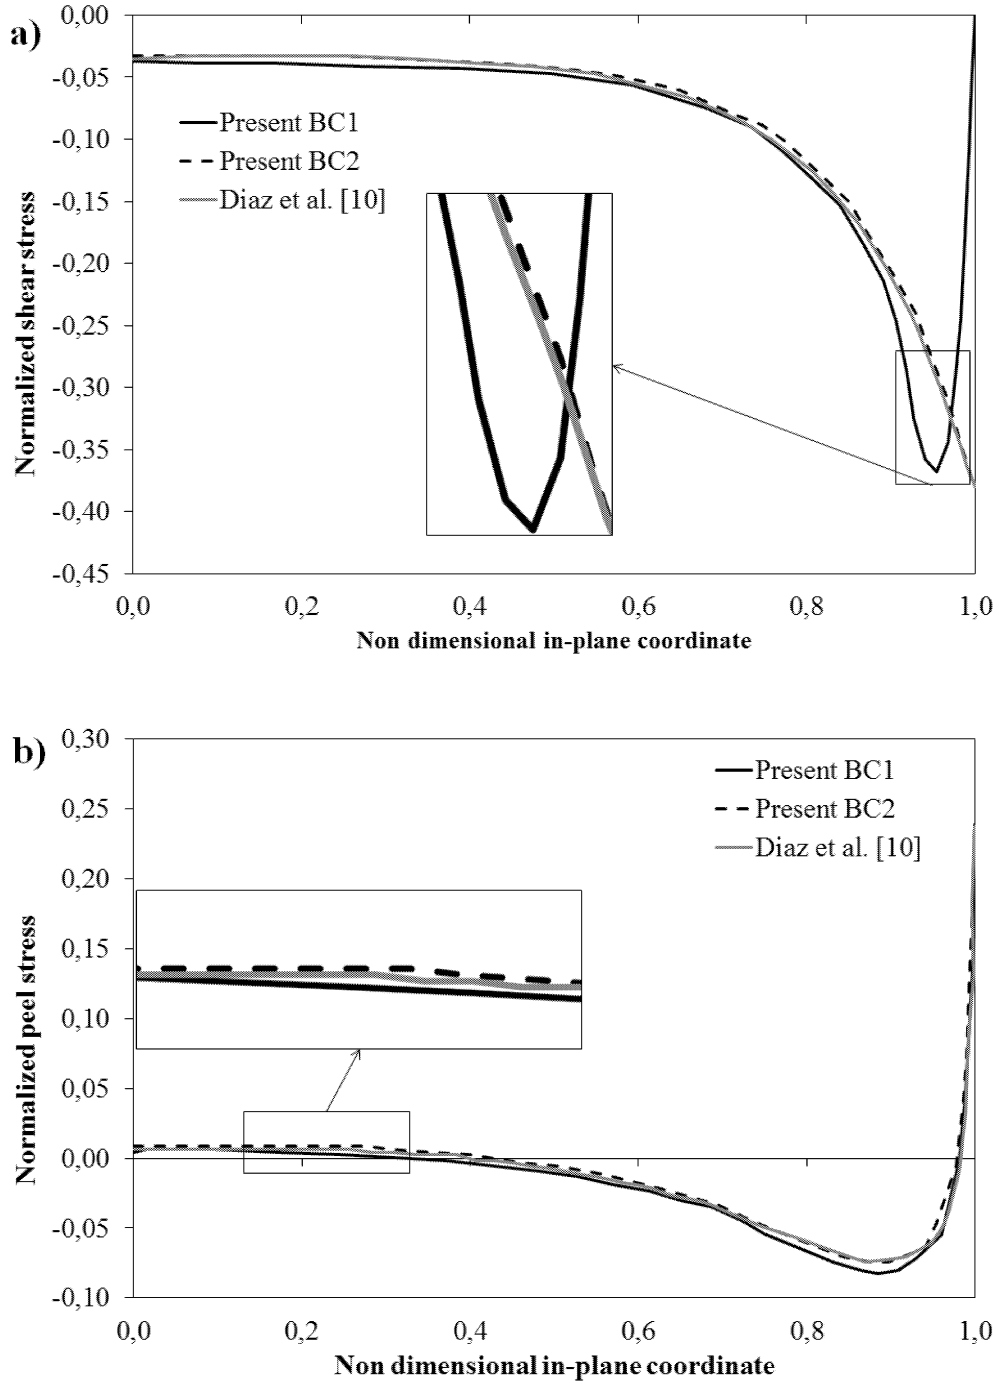 a)
0,00
-0,05
-0,10
-0,15
-0,20
-0,25
-0,30
-0,35
-0,40
-0,45
Normalized shear stress
Present BC1
Present BC2
Diaz et al. [10]
0,0 0,2 0,4 0,6 0,8 1,0
Non dimensional in-plane coordinate
b)
0,30
0,25
0,20
0,15
0,10
0,05
0,00
-0,05
-0,10
Normalized peel stress
Present BC1
Present BC2
Diaz et al. [10]
0,0 0,2 0,4 0,6 0,8 1,0
Non dimensional in-plane coordinate